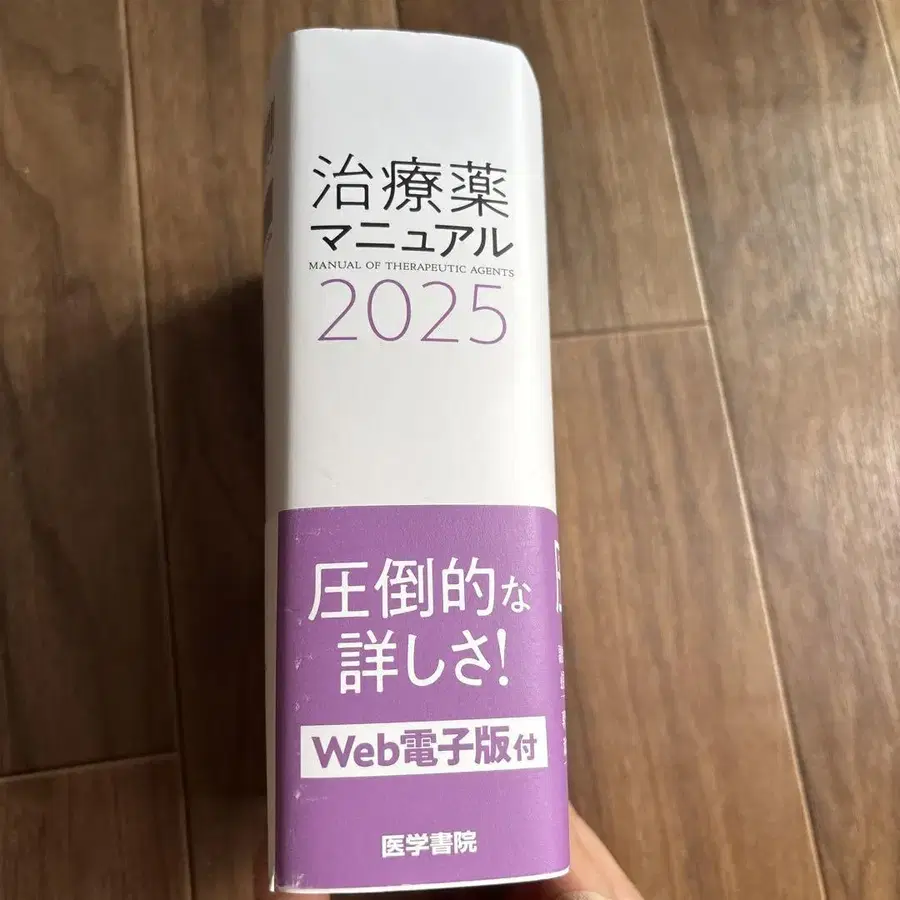 治療薬
マニュアル
MANUAL OF THERAPEUTIC AGENTS
2025
圧倒的な
詳しさ!
Web電子版付
医学書院